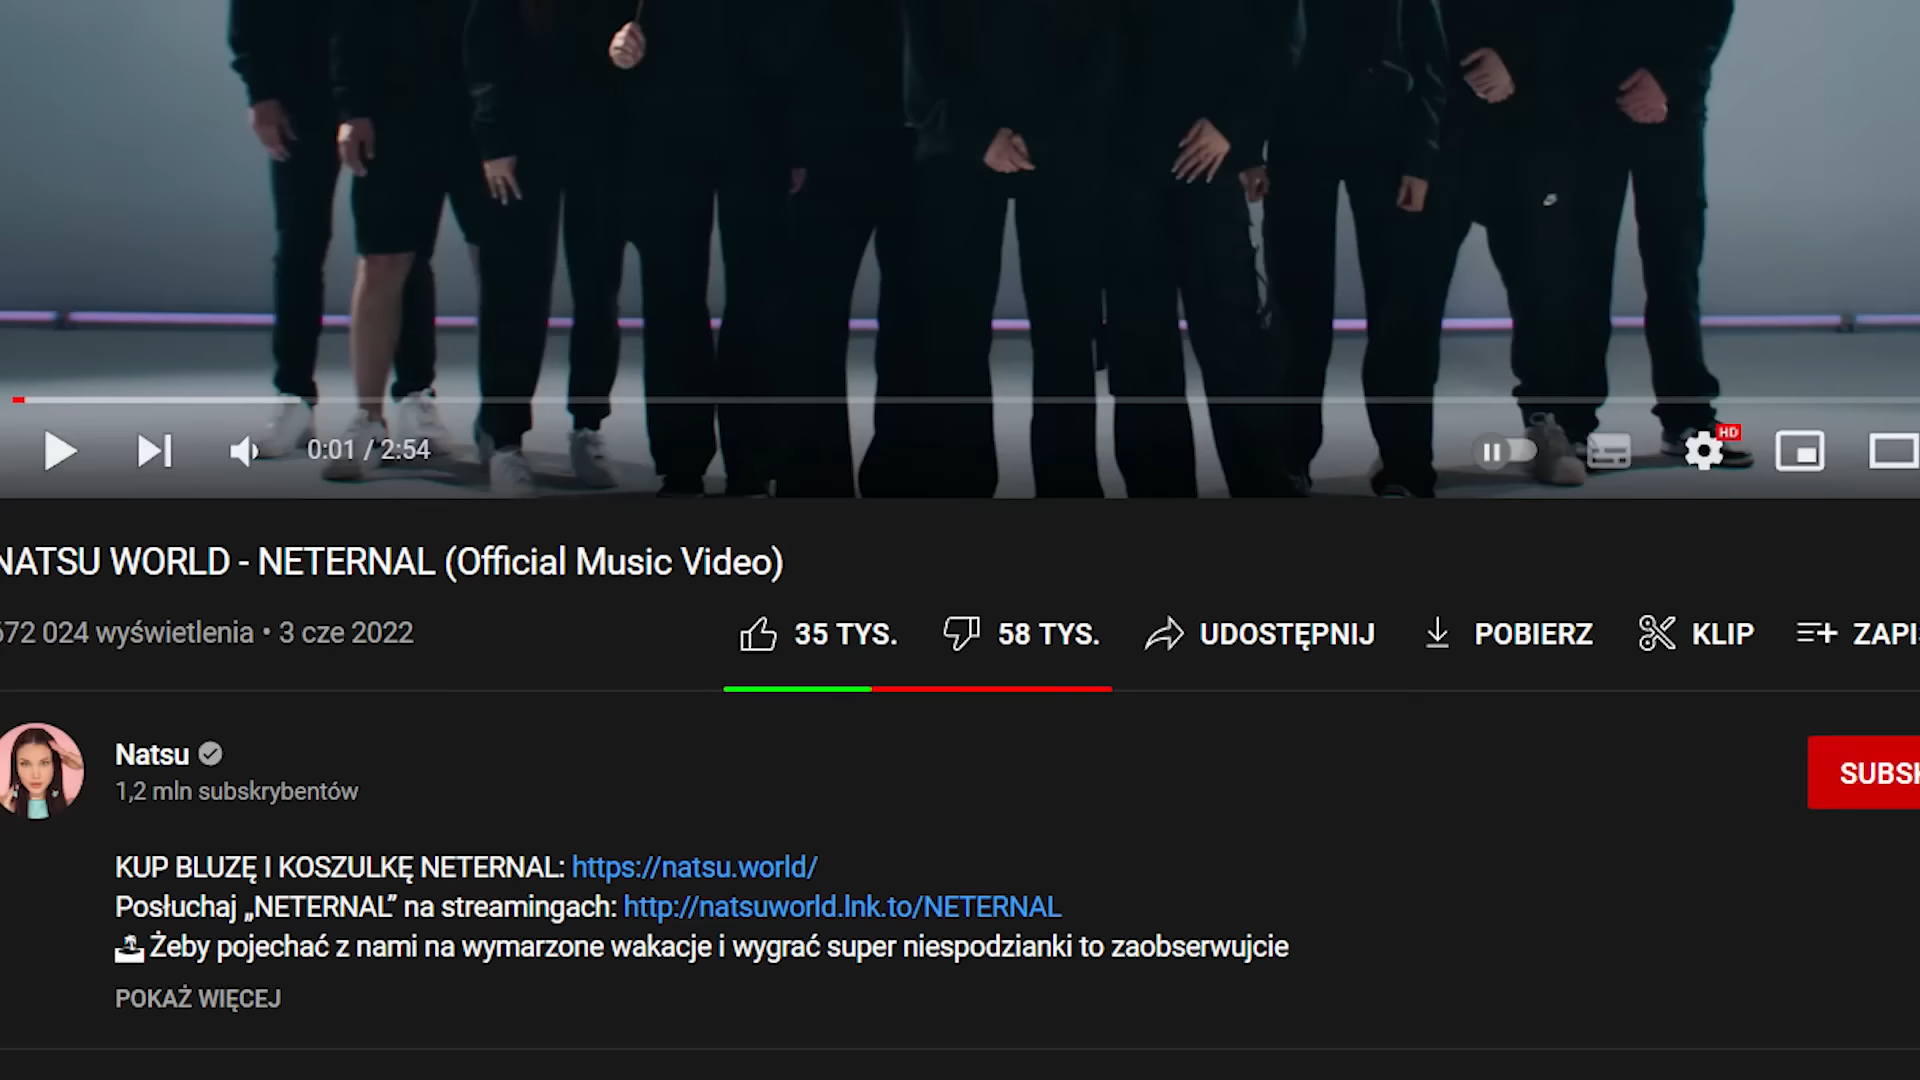 0:01 / 2:54
HD
NATSU WORLD - NETERNAL (Official Music Video)
672 024 wyświetlenia • 3 cze 2022
35 TYS.
58 TYS.
UDOSTĘPNIJ
POBIERZ
KLIP
ZAPI
Natsu
1,2 mln subskrybentów
SUBSK
KUP BLUZĘ I KOSZULKĘ NETERNAL: https://natsu.world/
Posłuchaj „NETERNAL” na streamingach: http://natsuworld.lnk.to/NETERNAL
🏝 Żeby pojechać z nami na wymarzone wakacje i wygrać super niespodzianki to zaobserwujcie
POKAŻ WIĘCEJ